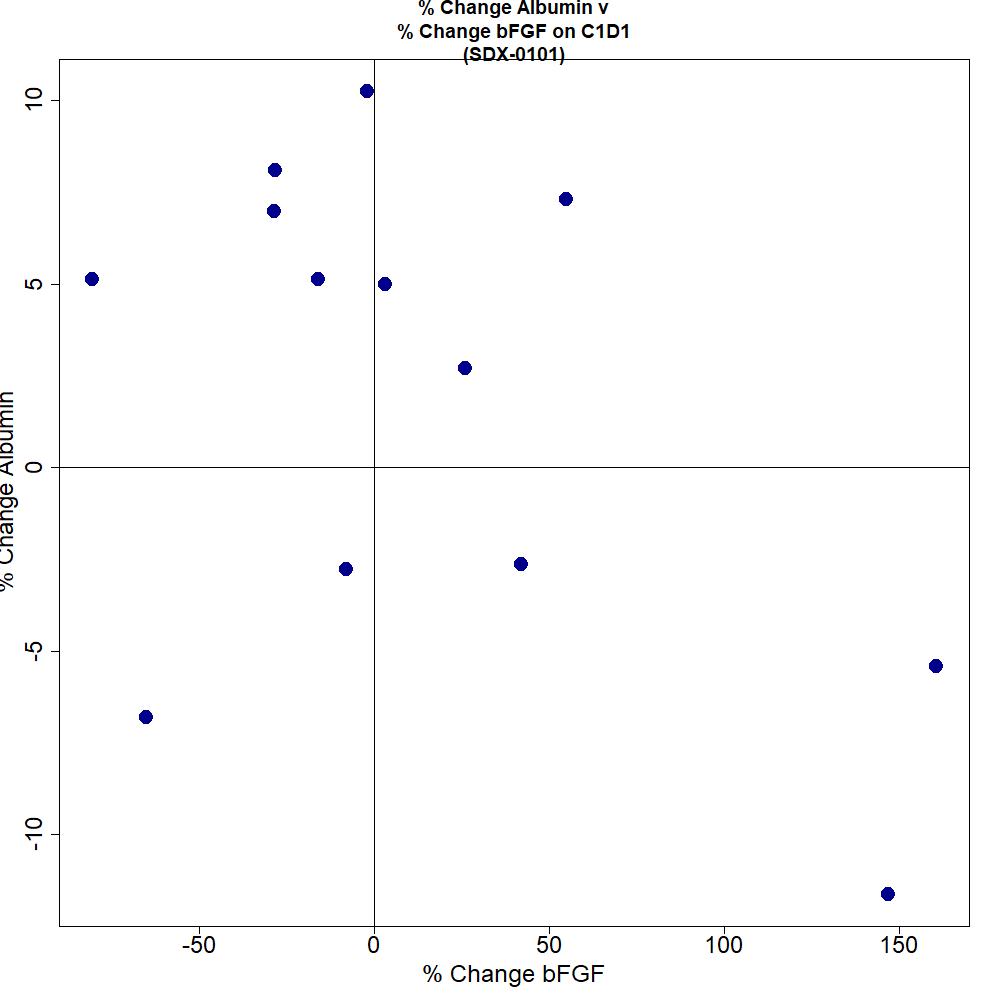 % Change Albumin v
% Change bFGF on C1D1
(SDX-0101)
% Change Albumin
10
5
0
-5
-10
-50
0
50
100
150
% Change bFGF